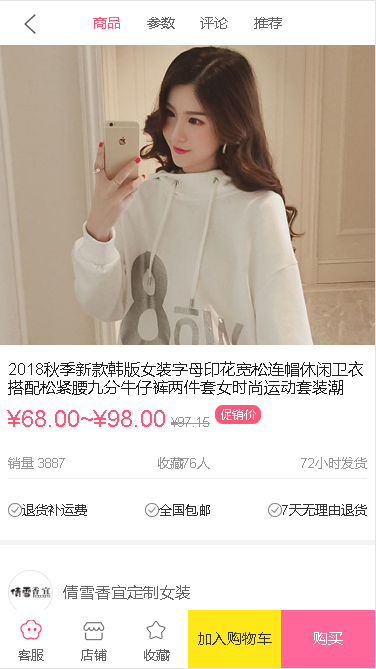 商品 参数 评论 推荐
2018秋季新款韩版女装字母印花宽松连帽休闲卫衣
搭配松紧腰九分牛仔裤两件套女时尚运动套装潮
¥68.00~¥98.00 ¥97.15 促销价
销量 3887 收藏76人 72小时发货
退货补运费 全国包邮 7天无理由退货
倩雪香宜 倩雪香宜定制女装
客服 店铺 收藏 加入购物车 购买